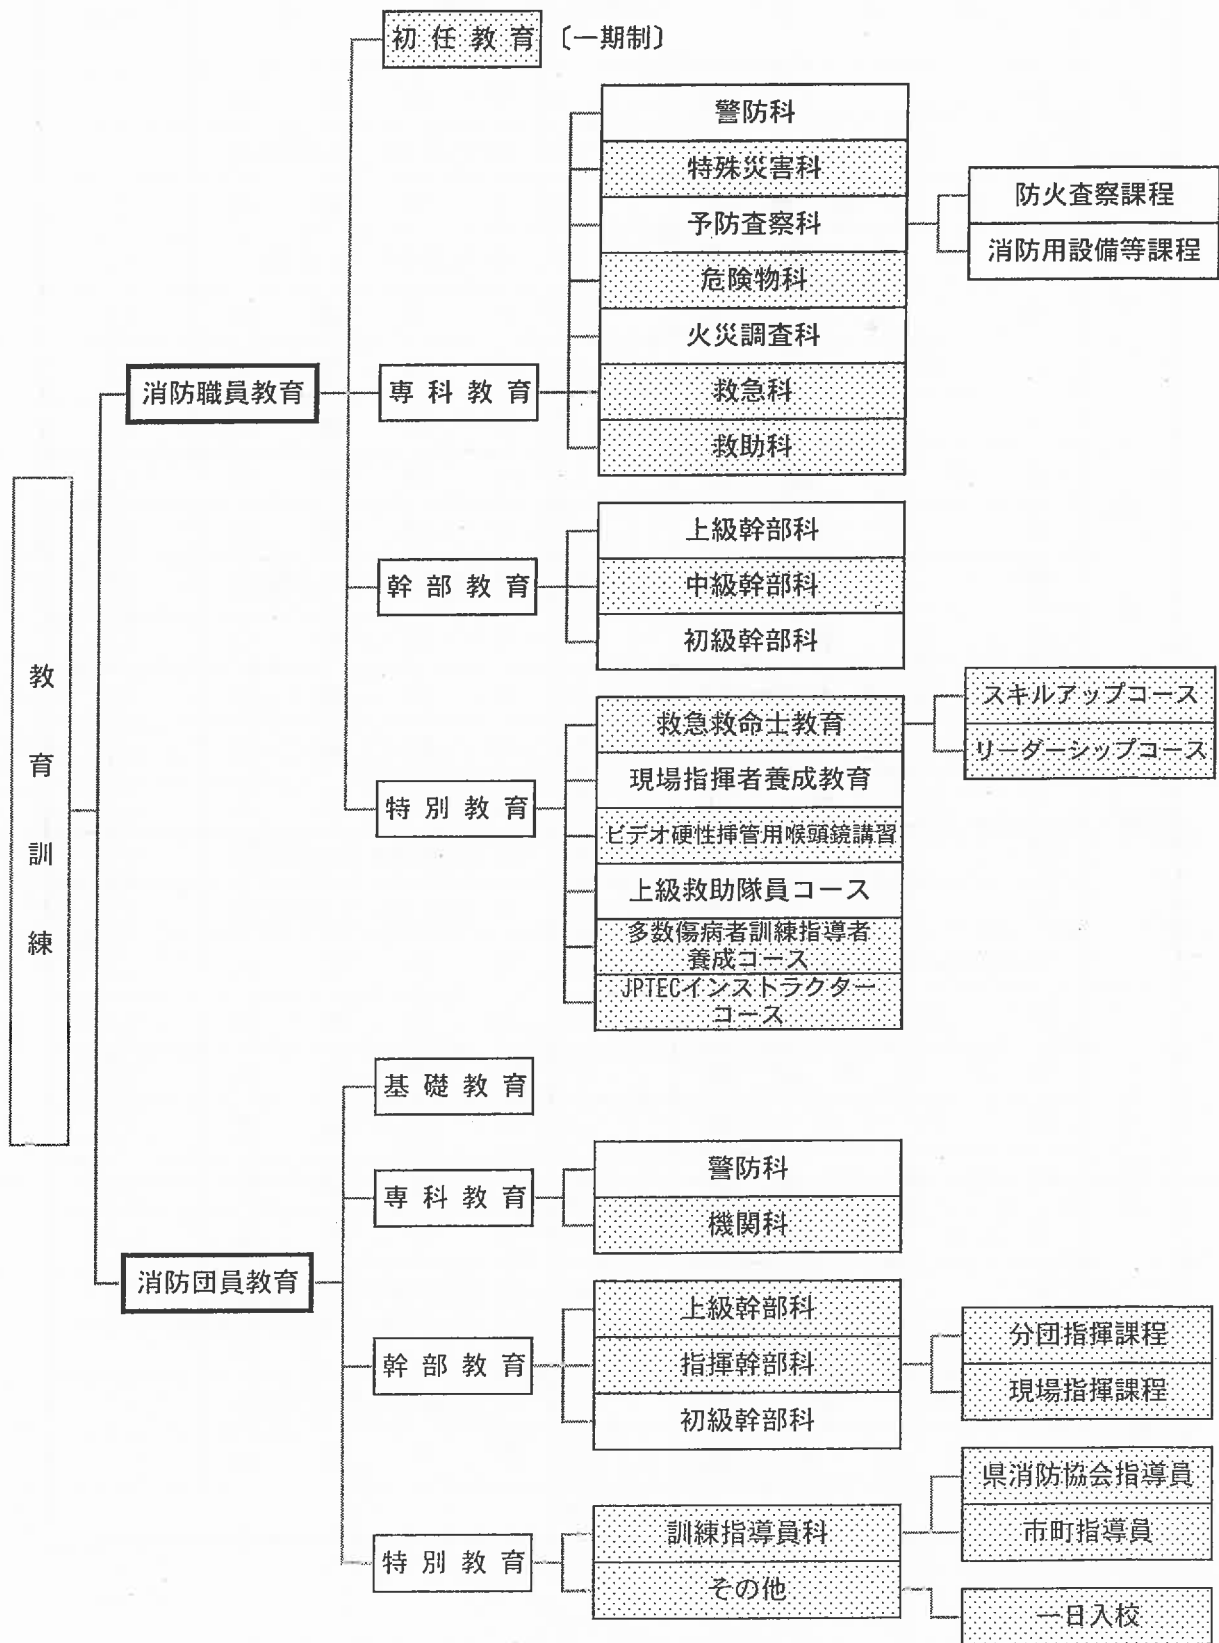 教育訓練
消防職員教育
初任教育〔一期制〕
専科教育
警防科
特殊災害科
予防査察科
防火査察課程
消防用設備等課程
危険物科
火災調査科
救急科
救助科
幹部教育
上級幹部科
中級幹部科
初級幹部科
特別教育
救急救命士教育
スキルアップコース
リーダーシップコース
現場指揮者養成教育
ビデオ硬性挿管用喉頭鏡講習
上級救助隊員コース
多数傷病者訓練指導者
養成コース
JPTECインストラクター
コース
消防団員教育
基礎教育
専科教育
警防科
機関科
幹部教育
上級幹部科
指揮幹部科
分団指揮課程
現場指揮課程
初級幹部科
特別教育
訓練指導員科
県消防協会指導員
市町指導員
その他
一日入校